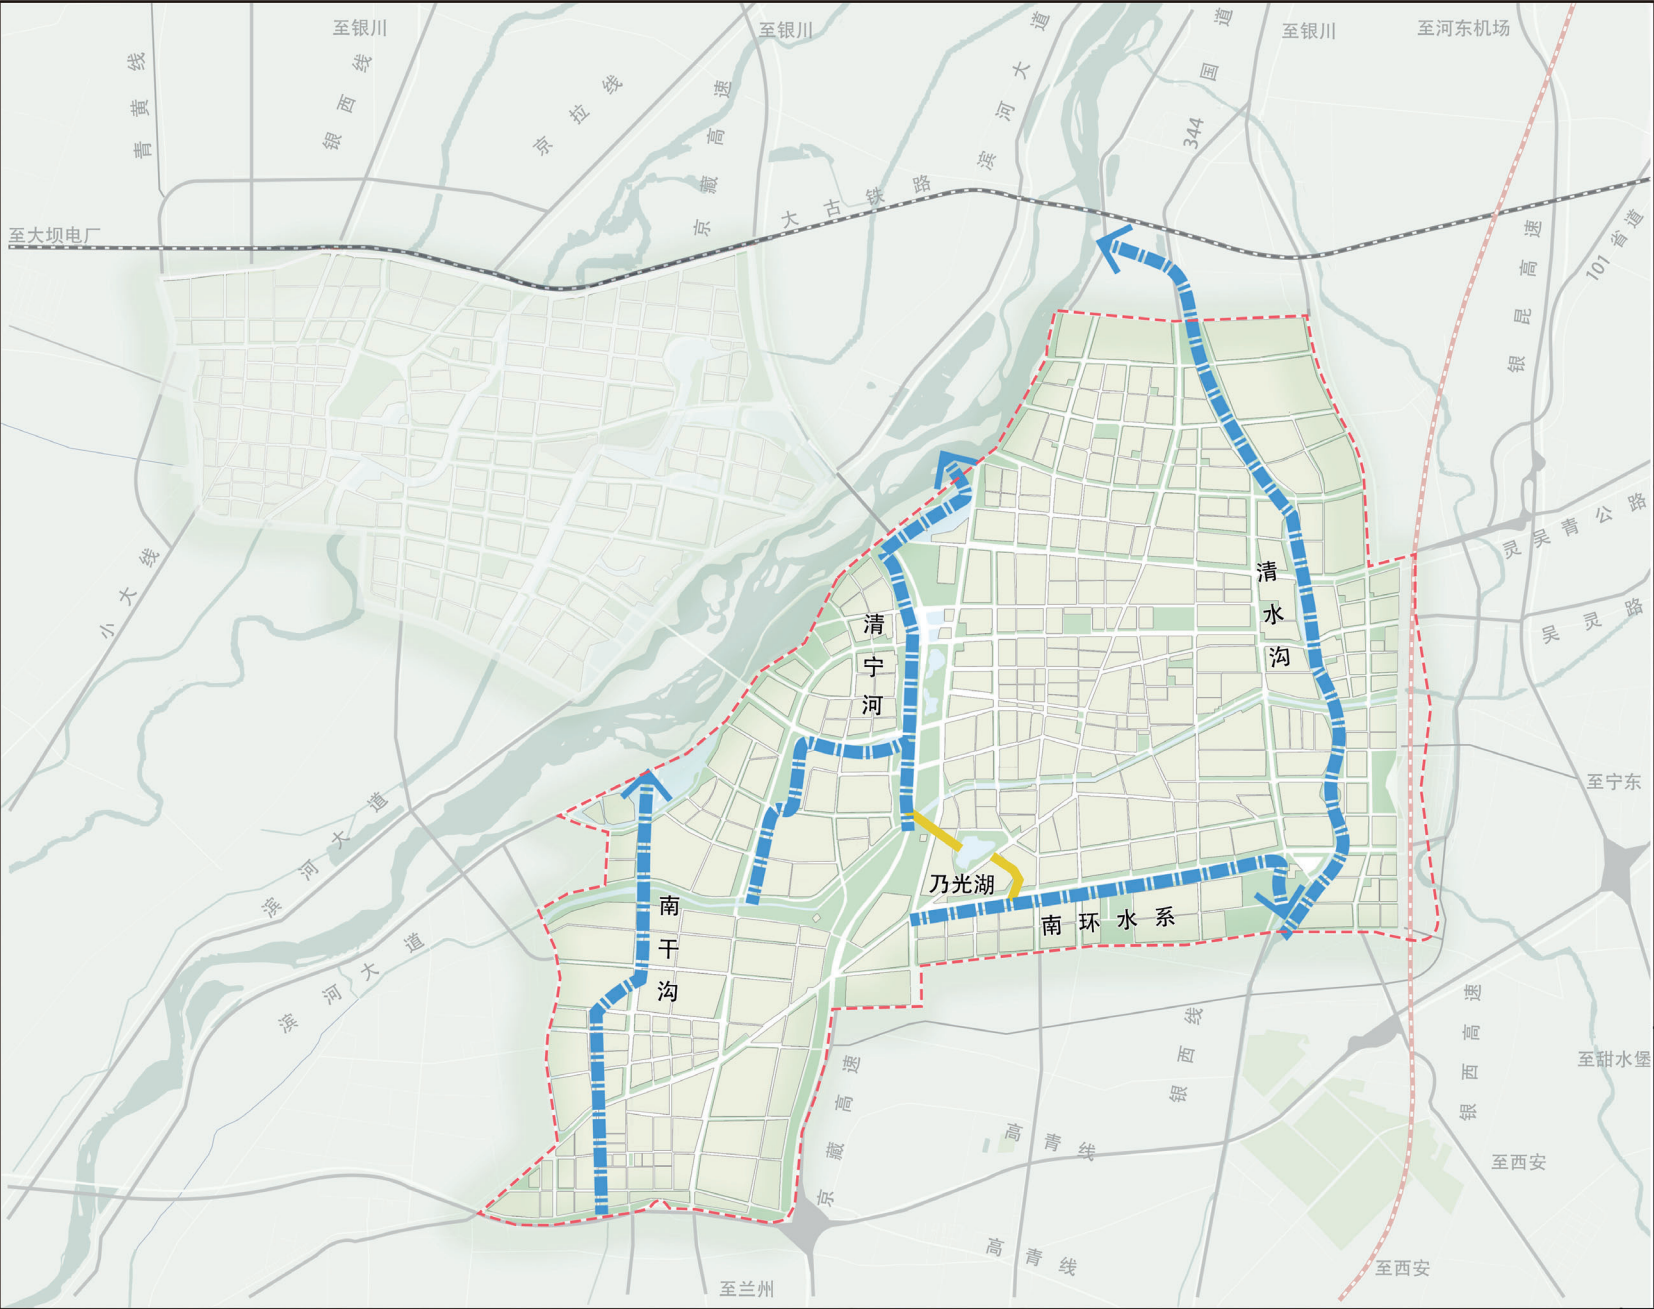 至银川
至银川
至银川
至河东机场
青黄线
银西线
京拉线
京藏高速
滨河大道
344国道
大古铁路
至大坝电厂
银昆高速
101省道
灵吴青公路
吴灵路
小大线
清水沟
清宁河
至宁东
滨河大道
乃光湖
南环水系
南干沟
滨河大道
银西线
银西高速
至甜水堡
京藏高速
高青线
至西安
高青线
至西安
至兰州